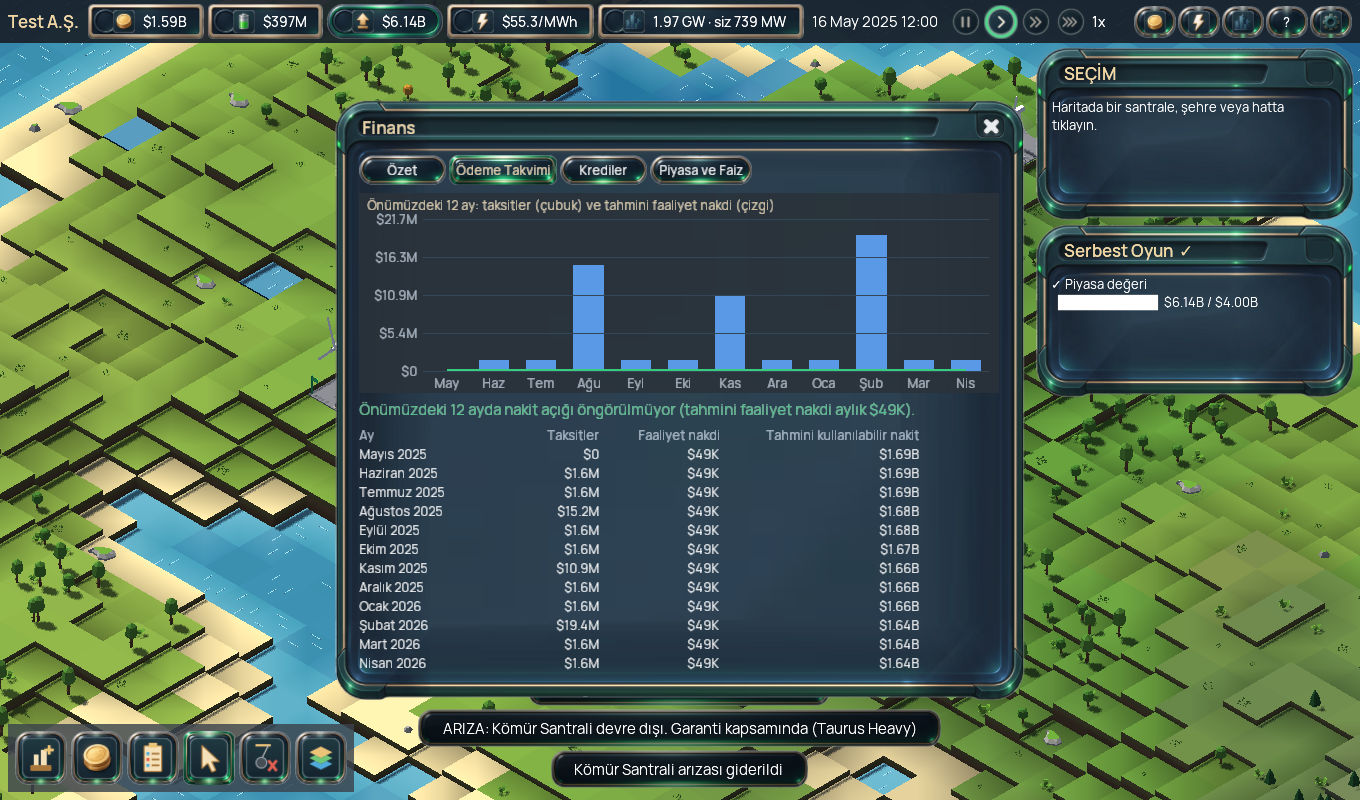 Test A.Ş. $1.59B $397M $6.14B $55.3/MWh 1.97 GW · siz 739 MW 16 May 2025 12:00 1x ?
SEÇİM
Haritada bir santrale, şehre veya hatta
tıklayın.
Serbest Oyun ✓
✓ Piyasa değeri
$6.14B / $4.00B
Finans
Özet Ödeme Takvimi Krediler Piyasa ve Faiz
Önümüzdeki 12 ay: taksitler (çubuk) ve tahmini faaliyet nakdi (çizgi)
$21.7M
$16.3M
$10.9M
$5.4M
$0
May Haz Tem Ağu Eyl Eki Kas Ara Oca Şub Mar Nis
Önümüzdeki 12 ayda nakit açığı öngörülmüyor (tahmini faaliyet nakdi aylık $49K).
Ay Taksitler Faaliyet nakdi Tahmini kullanılabilir nakit
Mayıs 2025 $0 $49K $1.69B
Haziran 2025 $1.6M $49K $1.69B
Temmuz 2025 $1.6M $49K $1.69B
Ağustos 2025 $15.2M $49K $1.68B
Eylül 2025 $1.6M $49K $1.68B
Ekim 2025 $1.6M $49K $1.67B
Kasım 2025 $10.9M $49K $1.66B
Aralık 2025 $1.6M $49K $1.66B
Ocak 2026 $1.6M $49K $1.66B
Şubat 2026 $19.4M $49K $1.64B
Mart 2026 $1.6M $49K $1.64B
Nisan 2026 $1.6M $49K $1.64B
ARIZA: Kömür Santrali devre dışı. Garanti kapsamında (Taurus Heavy)
Kömür Santrali arızası giderildi